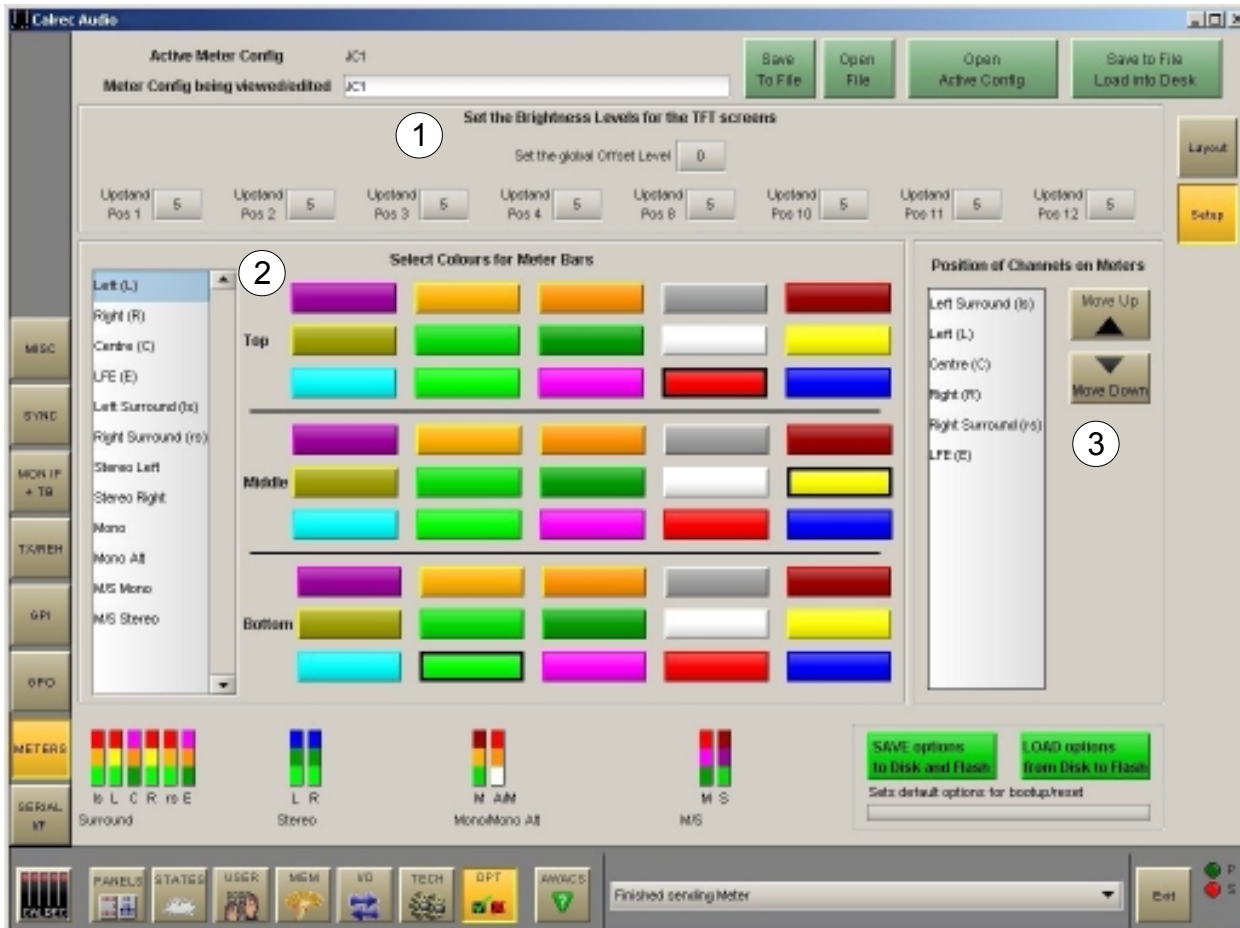 Calrec Audio
Active Meter Config JC1
Meter Config being viewed/edited JC1
Save To File
Open File
Open Active Config
Save to File Load into Desk
1
Set the Brightness Levels for the TFT screens
Set the global Offset Level 0
Upstand Pos 1 5
Upstand Pos 2 5
Upstand Pos 3 5
Upstand Pos 4 5
Upstand Pos 8 5
Upstand Pos 10 5
Upstand Pos 11 5
Upstand Pos 12 5
Layout
Setup
2
Select Colours for Meter Bars
Left (L)
Right (R)
Centre (C)
LFE (E)
Left Surround (ls)
Right Surround (rs)
Stereo Left
Stereo Right
Mono
Mono Alt
M/S Mono
M/S Stereo
Top
Middle
Bottom
Position of Channels on Meters
Left Surround (ls)
Left (L)
Centre (C)
Right (R)
Right Surround (rs)
LFE (E)
Move Up
Move Down
3
MISC
SYNC
MON IP + TB
TX/REH
GPI
GPO
METERS
SERIAL I/F
ls L C R rs E
Surround
L R
Stereo
M A/M
Mono/Mono Alt
M S
M/S
SAVE options to Disk and Flash
LOAD options from Disk to Flash
Sets default options for bootup/reset
CALREC
PANELS
STATES
USER
MEM
I/O
TECH
OPT
AWACS
Finished sending Meter
Exit
P
S